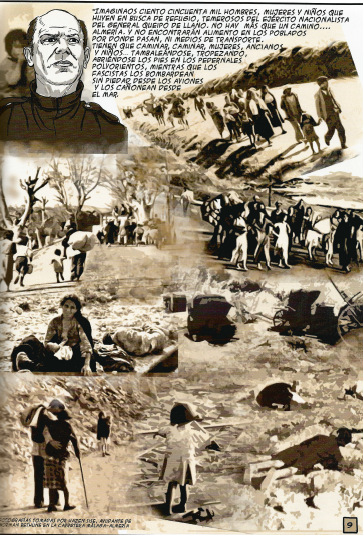 "IMAGINAOS CIENTO CINCUENTA MIL HOMBRES, MUJERES Y NIÑOS QUE
HUYEN EN BUSCA DE REFUGIO, TEMEROSOS DEL EJÉRCITO NACIONALISTA
DEL GENERAL QUEIPO DE LLANO. NO HAY MÁS QUE UN CAMINO....
ALMERÍA. Y NO ENCONTRARÁN ALIMENTO EN LOS POBLADOS
POR DONDE PASAN, NI MEDIOS DE TRANSPORTE.
TIENEN QUE CAMINAR, CAMINAR, MUJERES, ANCIANOS
Y NIÑOS... TAMBALEÁNDOSE, TROPEZANDO,
ABRIÉNDOSE LOS PIES EN LOS PEDERNALES
POLVORIENTOS, MIENTRAS QUE LOS
FASCISTAS LOS BOMBARDEAN
SIN PIEDAD DESDE LOS AVIONES
Y LOS CAÑONEAN DESDE
EL MAR.
TOMADAS POR HAZEN SISE, AYUDANTE DE
BETHUNE EN LA CARRETERA MÁLAGA-ALMERÍA
9